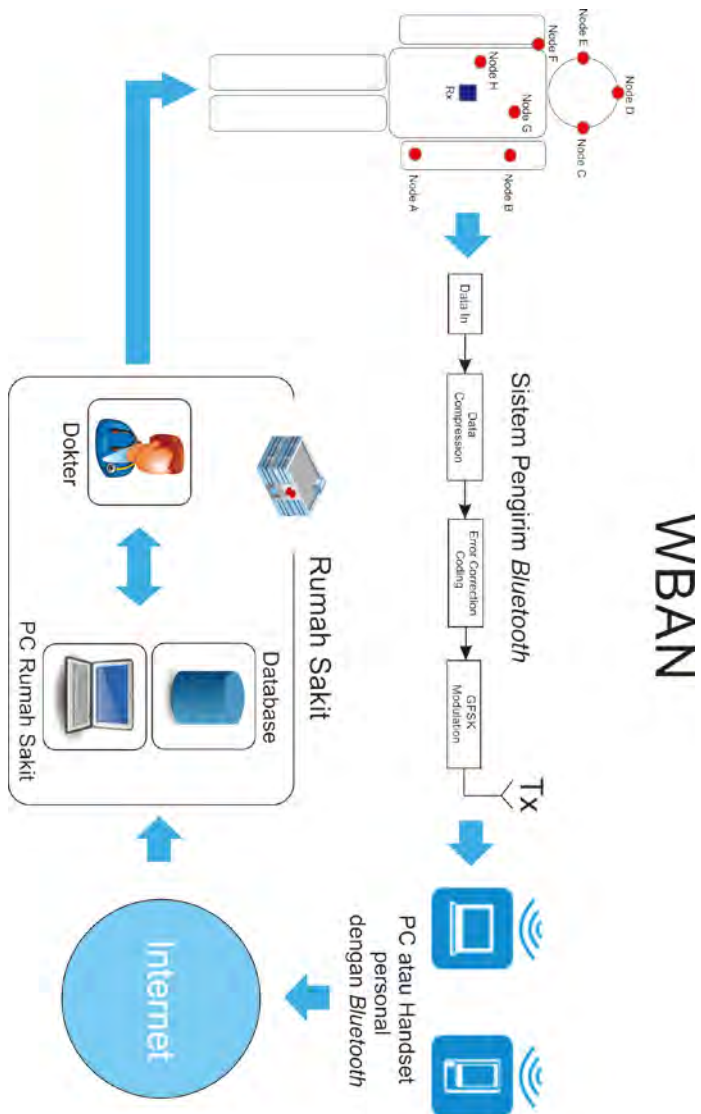 WBAN
Node D
Node E
Node C
Node F
Node G
Node B
Node H
Rx
Node A
Sistem Pengirim Bluetooth
Data In
Data
Compression
Error Correction
Coding
GFSK
Modulation
Tx
PC atau Handset
personal
dengan Bluetooth
Internet
Rumah Sakit
Dokter
Database
PC Rumah Sakit